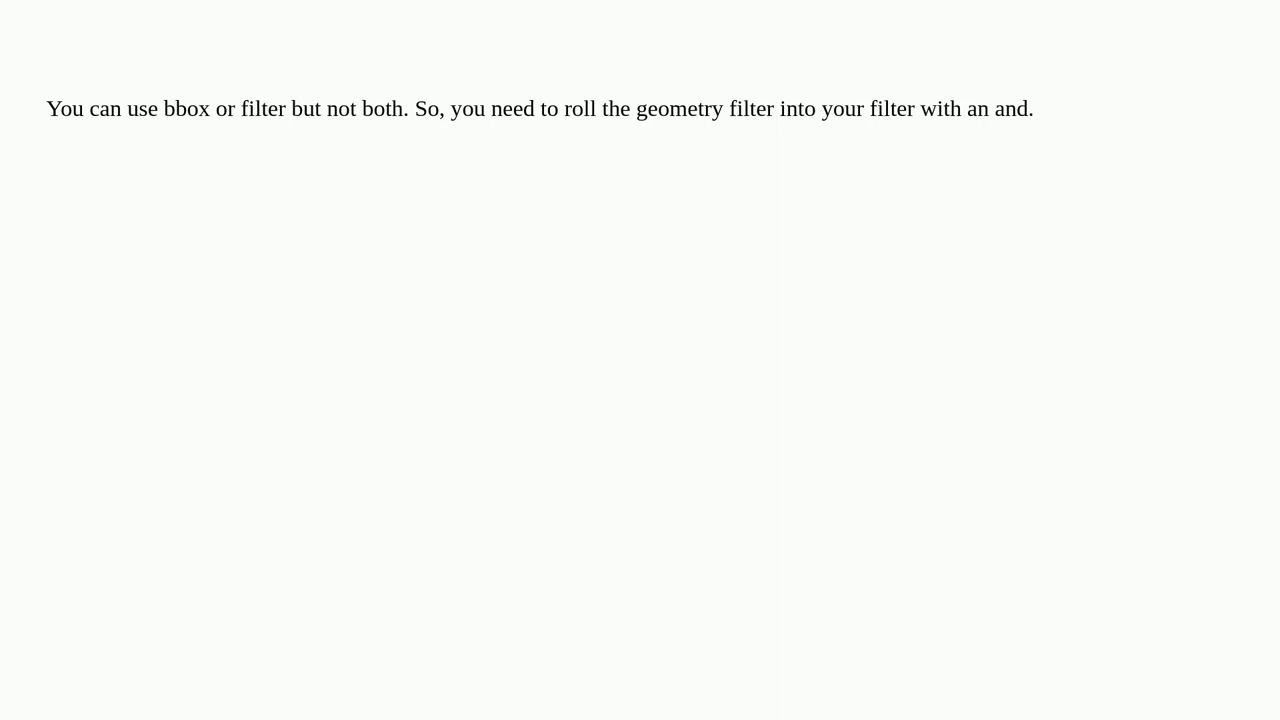 You can use bbox or filter but not both. So, you need to roll the geometry filter into your filter with an and.